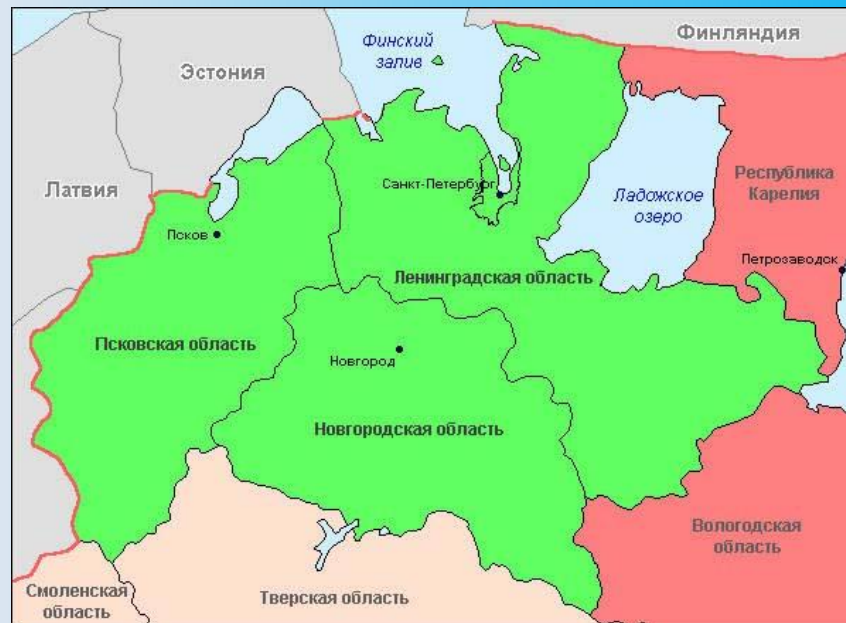 Финляндия
Финский
залив
Эстония
Латвия
Санкт-Петербург
Ладожское
озеро
Республика
Карелия
Псков
Петрозаводск
Ленинградская область
Псковская область
Новгород
Новгородская область
Вологодская
область
Смоленская
область
Тверская область